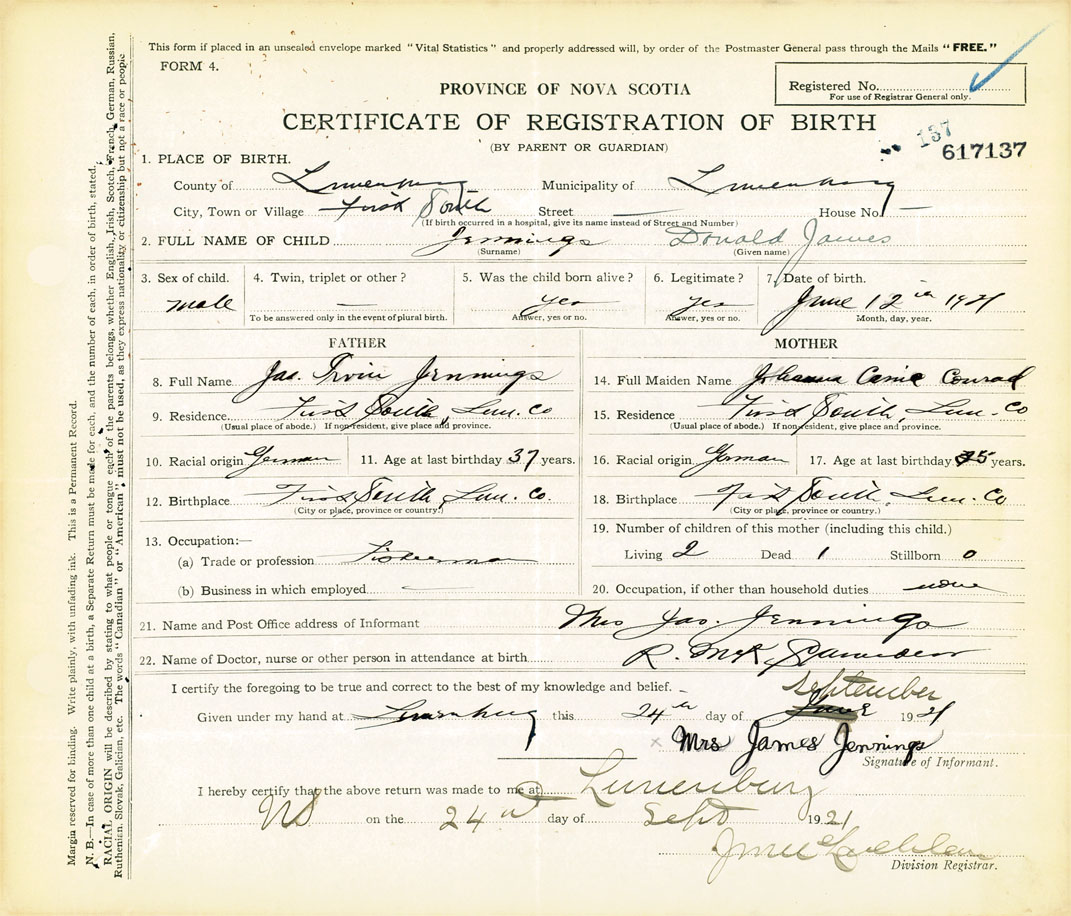 This form if placed in an unsealed envelope marked "Vital Statistics" and properly addressed will, by order of the Postmaster General pass through the Mails "FREE."
FORM 4.
Registered No.
For use of Registrar General only.
PROVINCE OF NOVA SCOTIA
CERTIFICATE OF REGISTRATION OF BIRTH
(BY PARENT OR GUARDIAN)
137
617137
1. PLACE OF BIRTH.
County of Lunenburg Municipality of Lunenburg
City, Town or Village First South Street — House No. —
(If birth occurred in a hospital, give its name instead of Street and Number)
2. FULL NAME OF CHILD Jennings Donald James
(Surname) (Given name)
3. Sex of child. 4. Twin, triplet or other? 5. Was the child born alive? 6. Legitimate? 7. Date of birth.
male — yes yes June 12th 1921
To be answered only in the event of plural birth. Answer, yes or no. Answer, yes or no. Month, day, year.
FATHER
8. Full Name Jas. Irvin Jennings
9. Residence First South, Lun. Co
(Usual place of abode.) If non-resident, give place and province.
10. Racial origin German 11. Age at last birthday 37 years.
12. Birthplace First South, Lun. Co.
(City or place, province or country.)
13. Occupation:—
(a) Trade or profession Fisherman
(b) Business in which employed —
MOTHER
14. Full Maiden Name Johanna Conrad
15. Residence First South, Lun. Co
(Usual place of abode.) If non-resident, give place and province.
16. Racial origin German 17. Age at last birthday 35 years.
18. Birthplace First South, Lun. Co
(City or place, province or country.)
19. Number of children of this mother (including this child.)
Living 2 Dead 1 Stillborn 0
20. Occupation, if other than household duties none
21. Name and Post Office address of Informant Mrs Jas. Jennings
22. Name of Doctor, nurse or other person in attendance at birth R. McK
I certify the foregoing to be true and correct to the best of my knowledge and belief.
September
Given under my hand at Lunenburg this 24th day of June 1921
x Mrs James Jennings
Signature of Informant.
I hereby certify that the above return was made to me at Lunenburg
NS on the 24th day of Sept 1921
Division Registrar.
Margin reserved for binding. Write plainly, with unfading ink. This is a Permanent Record.
N. B.—In case of more than one child at a birth, a Separate Return must be made for each, and the number of each, in order of birth, stated.
RACIAL ORIGIN will be described by stating to what people or tongue each of the parents belongs, whether English, Irish, Scotch, French, German, Russian,
Ruthenian, Slovak, Galician, etc. The words "Canadian" or "American" must not be used, as they express nationality or citizenship but not a race or people